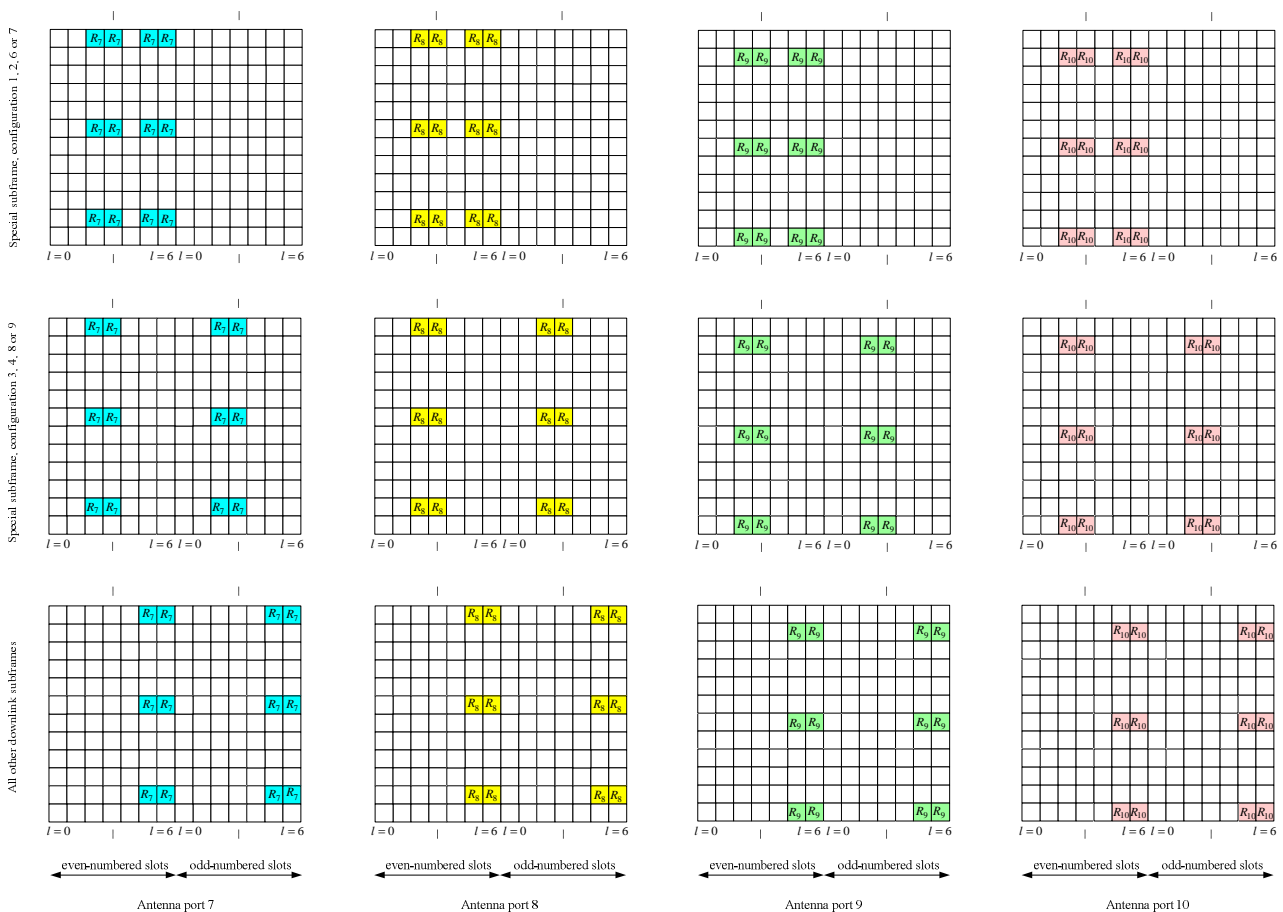 Special subframe, configuration 1, 2, 6 or 7
R7 R7 R7 R7
R7 R7 R7 R7
R7 R7 R7 R7
l = 0 l = 6 l = 0 l = 6
R8 R8 R8 R8
R8 R8 R8 R8
R8 R8 R8 R8
l = 0 l = 6 l = 0 l = 6
R9 R9 R9 R9
R9 R9 R9 R9
R9 R9 R9 R9
l = 0 l = 6 l = 0 l = 6
R10 R10 R10 R10
R10 R10 R10 R10
R10 R10 R10 R10
l = 0 l = 6 l = 0 l = 6
Special subframe, configuration 3, 4, 8 or 9
R7 R7 R7 R7
R7 R7 R7 R7
R7 R7 R7 R7
l = 0 l = 6 l = 0 l = 6
R8 R8 R8 R8
R8 R8 R8 R8
R8 R8 R8 R8
l = 0 l = 6 l = 0 l = 6
R9 R9 R9 R9
R9 R9 R9 R9
R9 R9 R9 R9
l = 0 l = 6 l = 0 l = 6
R10 R10 R10 R10
R10 R10 R10 R10
R10 R10 R10 R10
l = 0 l = 6 l = 0 l = 6
All other downlink subframes
R7 R7 R7 R7
R7 R7 R7 R7
R7 R7 R7 R7
l = 0 l = 6 l = 0 l = 6
R8 R8 R8 R8
R8 R8 R8 R8
R8 R8 R8 R8
l = 0 l = 6 l = 0 l = 6
R9 R9 R9 R9
R9 R9 R9 R9
R9 R9 R9 R9
l = 0 l = 6 l = 0 l = 6
R10 R10 R10 R10
R10 R10 R10 R10
R10 R10 R10 R10
l = 0 l = 6 l = 0 l = 6
even-numbered slots odd-numbered slots
even-numbered slots odd-numbered slots
even-numbered slots odd-numbered slots
even-numbered slots odd-numbered slots
Antenna port 7
Antenna port 8
Antenna port 9
Antenna port 10